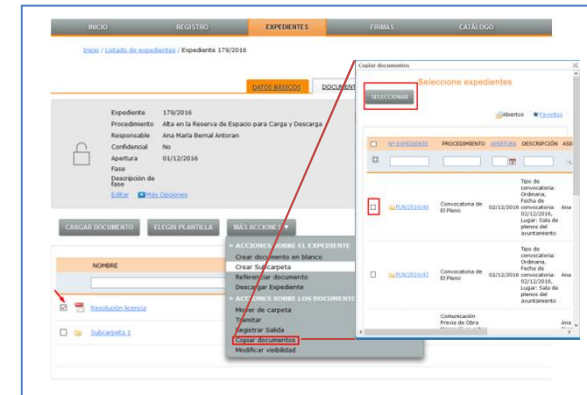 INICIO REGISTRO EXPEDIENTES FIRMAS CATÁLOGO
Inicio / Listado de expedientes / Expediente 179/2016
DATOS BÁSICOS
Expediente 179/2016
Procedimiento Alta en la Reserva de Espacio para Carga y Descarga
Responsable Ana María Bernal Antoran
Confidencial No
Apertura 01/12/2016
Fase
Descripción de
fase
Editar Más Opciones
CARGAR DOCUMENTO ELEGIR PLANTILLA MÁS ACCIONES
ACCIONES SOBRE EL EXPEDIENTE
Crear documento en blanco
Crear Subcarpeta
Referenciar documento
Descargar Expediente
ACCIONES SOBRE LOS DOCUMENTO
Mover de carpeta
Tramitar
Registrar Salida
Copiar documentos
Modificar visibilidad
NOMBRE
Resolución licencia
Subcarpeta 1
Copiar documentos
Seleccione expedientes
SELECCIONAR
Abiertos Favoritos
Nº EXPEDIENTE PROCEDIMIENTO APERTURA DESCRIPCIÓN
PLN/2016/44 Convocatoria de El Pleno 02/12/2016
Tipo de
convocatoria:
Ordinaria,
Fecha de
convocatoria:
02/12/2016,
Lugar: Sala de
plenos del
ayuntamiento
Ana
PLN/2016/43 Convocatoria de El Pleno 02/12/2016
Tipo de
convocatoria:
Ordinaria,
Fecha de
convocatoria:
02/12/2016,
Lugar: Sala de
plenos del
ayuntamiento
Ana
Comunicación
Previa de Obra